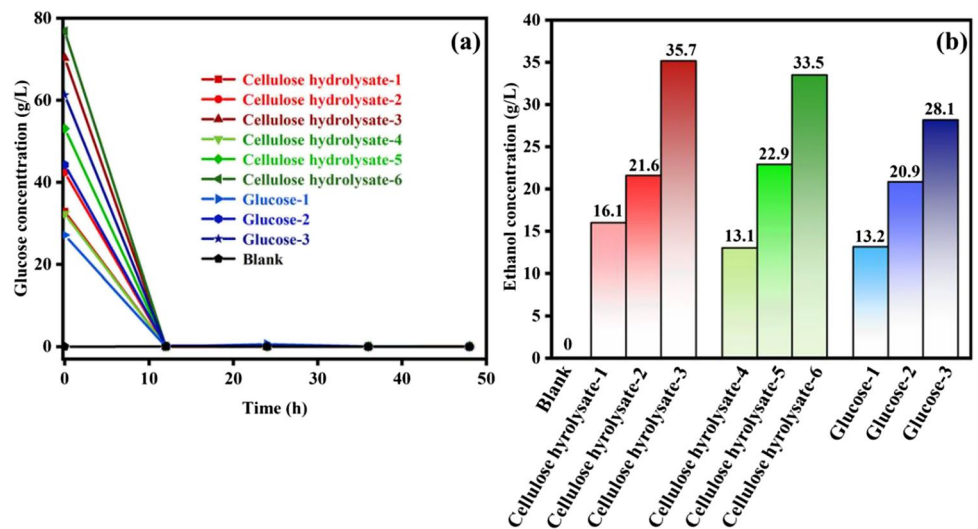 (a)
Glucose concenttration (g/L)
80
60
40
20
0
Cellulose hydrolysate-1
Cellulose hydrolysate-2
Cellulose hydrolysate-3
Cellulose hydrolysate-4
Cellulose hydrolysate-5
Cellulose hydrolysate-6
Glucose-1
Glucose-2
Glucose-3
Blank
0 10 20 30 40 50
Time (h)
(b)
Ethanol concentration (g/L)
40
35
30
25
20
15
10
5
0
0
16.1
21.6
35.7
13.1
22.9
33.5
13.2
20.9
28.1
Blank
Cellulose hyrolysate-1
Cellulose hyrolysate-2
Cellulose hyrolysate-3
Cellulose hyrolysate-4
Cellulose hyrolysate-5
Cellulose hyrolysate-6
Glucose-1
Glucose-2
Glucose-3